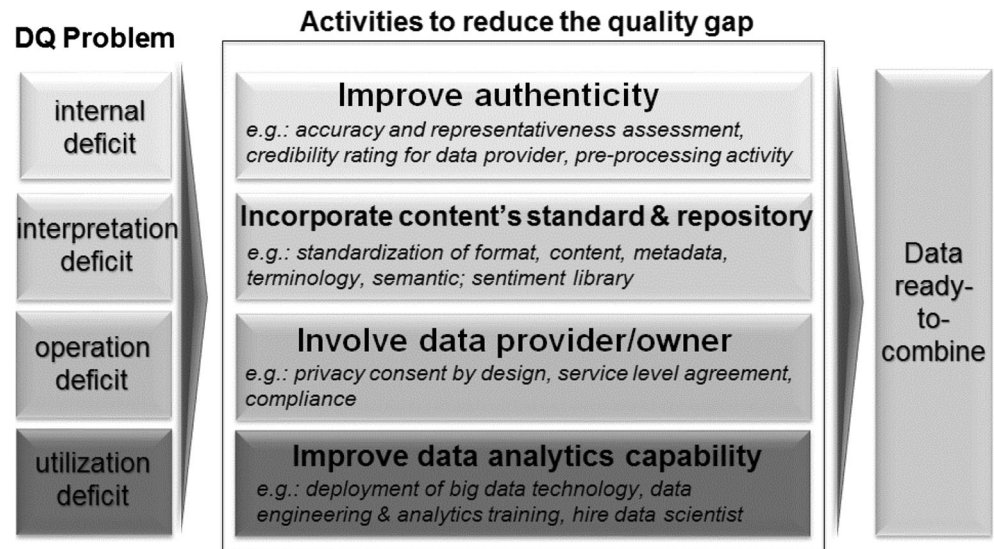 DQ Problem
Activities to reduce the quality gap
internal
deficit
Improve authenticity
e.g.: accuracy and representativeness assessment,
credibility rating for data provider, pre-processing activity
interpretation
deficit
Incorporate content's standard & repository
e.g.: standardization of format, content, metadata,
terminology, semantic; sentiment library
operation
deficit
Involve data provider/owner
e.g.: privacy consent by design, service level agreement,
compliance
utilization
deficit
Improve data analytics capability
e.g.: deployment of big data technology, data
engineering & analytics training, hire data scientist
Data
ready-
to-
combine